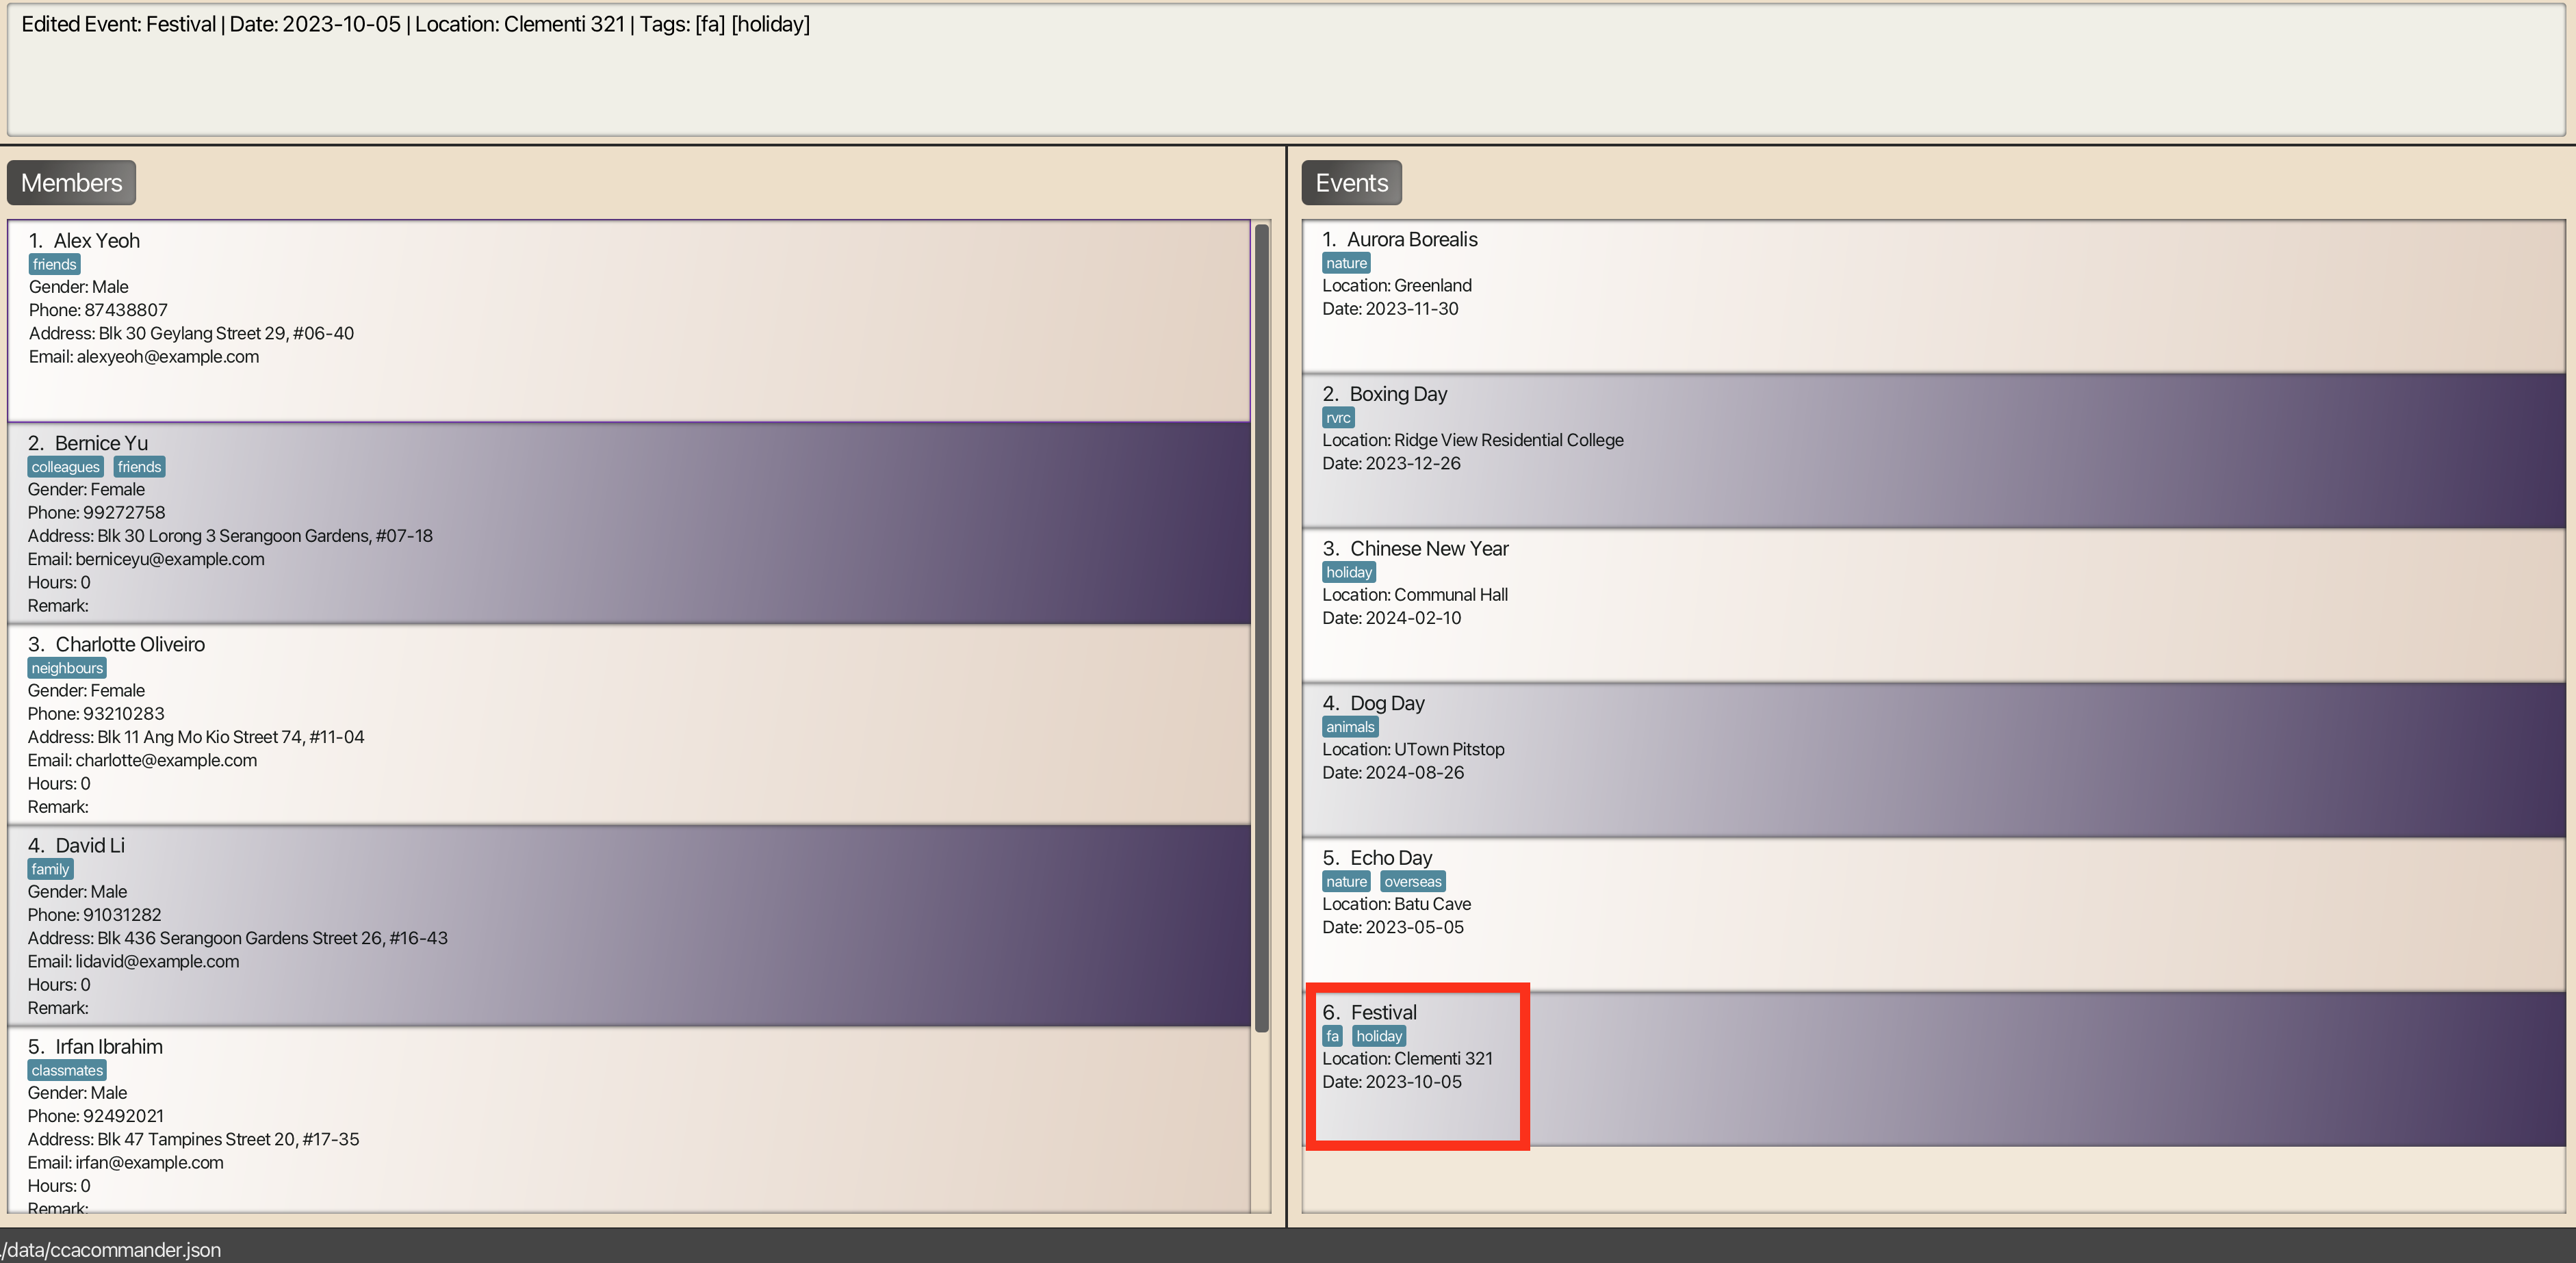 Edited Event: Festival | Date: 2023-10-05 | Location: Clementi 321 | Tags: [fa] [holiday]
Members
1. Alex Yeoh
friends
Gender: Male
Phone: 87438807
Address: Blk 30 Geylang Street 29, #06-40
Email: alexyeoh@example.com
2. Bernice Yu
colleagues friends
Gender: Female
Phone: 99272758
Address: Blk 30 Lorong 3 Serangoon Gardens, #07-18
Email: berniceyu@example.com
Hours: 0
Remark:
3. Charlotte Oliveiro
neighbours
Gender: Female
Phone: 93210283
Address: Blk 11 Ang Mo Kio Street 74, #11-04
Email: charlotte@example.com
Hours: 0
Remark:
4. David Li
family
Gender: Male
Phone: 91031282
Address: Blk 436 Serangoon Gardens Street 26, #16-43
Email: lidavid@example.com
Hours: 0
Remark:
5. Irfan Ibrahim
classmates
Gender: Male
Phone: 92492021
Address: Blk 47 Tampines Street 20, #17-35
Email: irfan@example.com
Hours: 0
Remark:
Events
1. Aurora Borealis
nature
Location: Greenland
Date: 2023-11-30
2. Boxing Day
rvrc
Location: Ridge View Residential College
Date: 2023-12-26
3. Chinese New Year
holiday
Location: Communal Hall
Date: 2024-02-10
4. Dog Day
animals
Location: UTown Pitstop
Date: 2024-08-26
5. Echo Day
nature overseas
Location: Batu Cave
Date: 2023-05-05
6. Festival
fa holiday
Location: Clementi 321
Date: 2023-10-05
./data/ccacommander.json